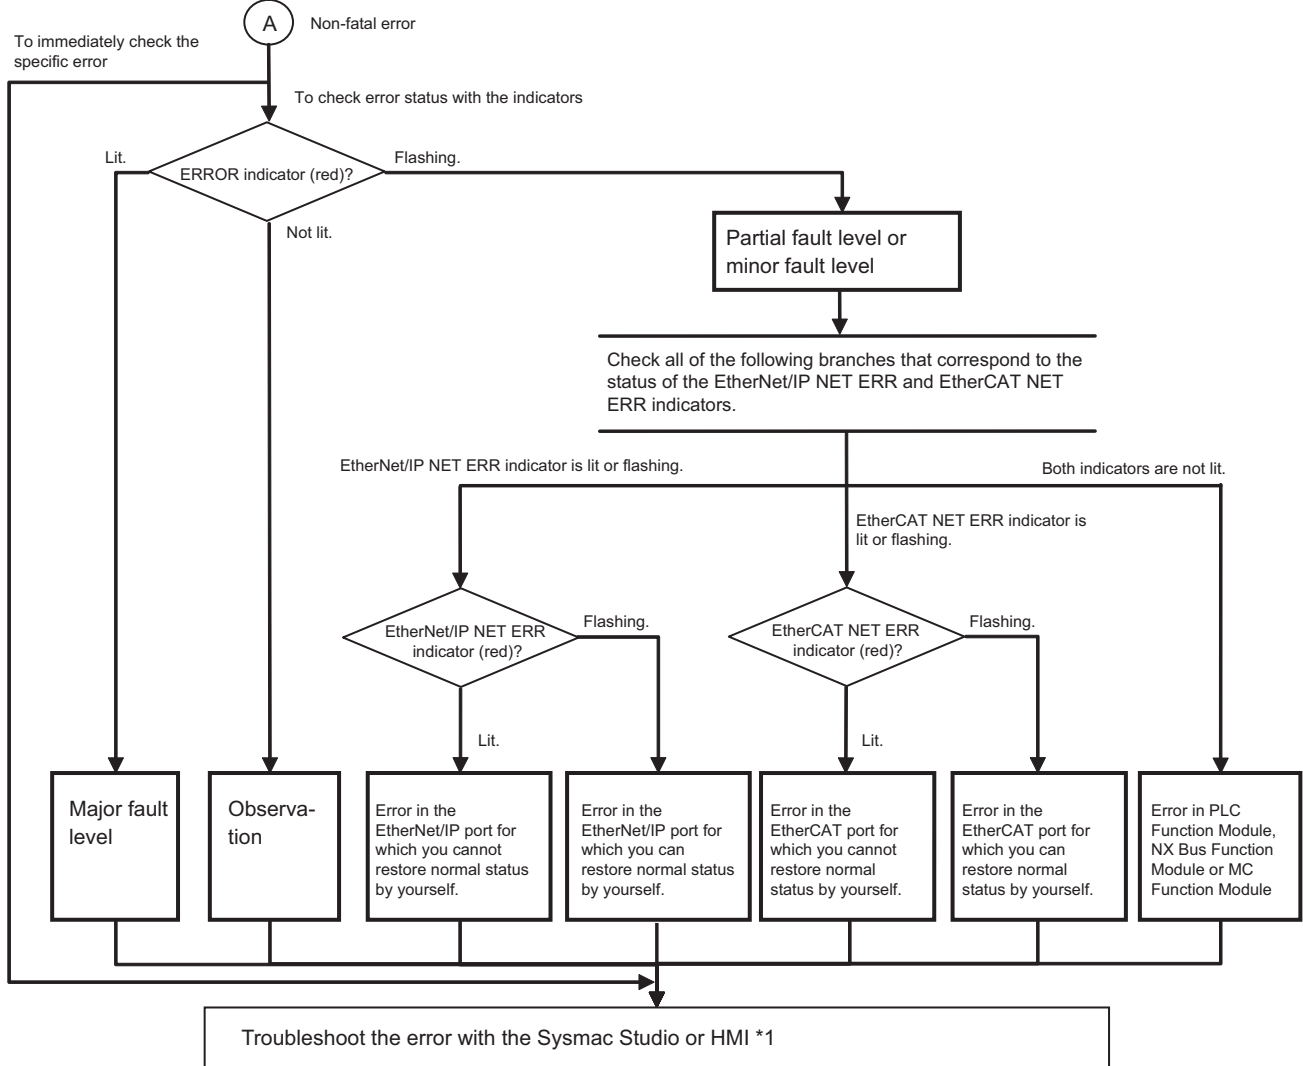 A
Non-fatal error
To immediately check the
specific error
To check error status with the indicators
Lit.
ERROR indicator (red)?
Flashing.
Not lit.
Partial fault level or
minor fault level
Check all of the following branches that correspond to the
status of the EtherNet/IP NET ERR and EtherCAT NET
ERR indicators.
EtherNet/IP NET ERR indicator is lit or flashing.
Both indicators are not lit.
EtherCAT NET ERR indicator is
lit or flashing.
EtherNet/IP NET ERR
indicator (red)?
Flashing.
EtherCAT NET ERR
indicator (red)?
Flashing.
Lit.
Lit.
Major fault
level
Observa-
tion
Error in the
EtherNet/IP port for
which you cannot
restore normal status
by yourself.
Error in the
EtherNet/IP port for
which you can
restore normal status
by yourself.
Error in the
EtherCAT port for
which you cannot
restore normal
status by yourself.
Error in the
EtherCAT port for
which you can
restore normal
status by yourself.
Error in PLC
Function Module,
NX Bus Function
Module or MC
Function Module
Troubleshoot the error with the Sysmac Studio or HMI *1